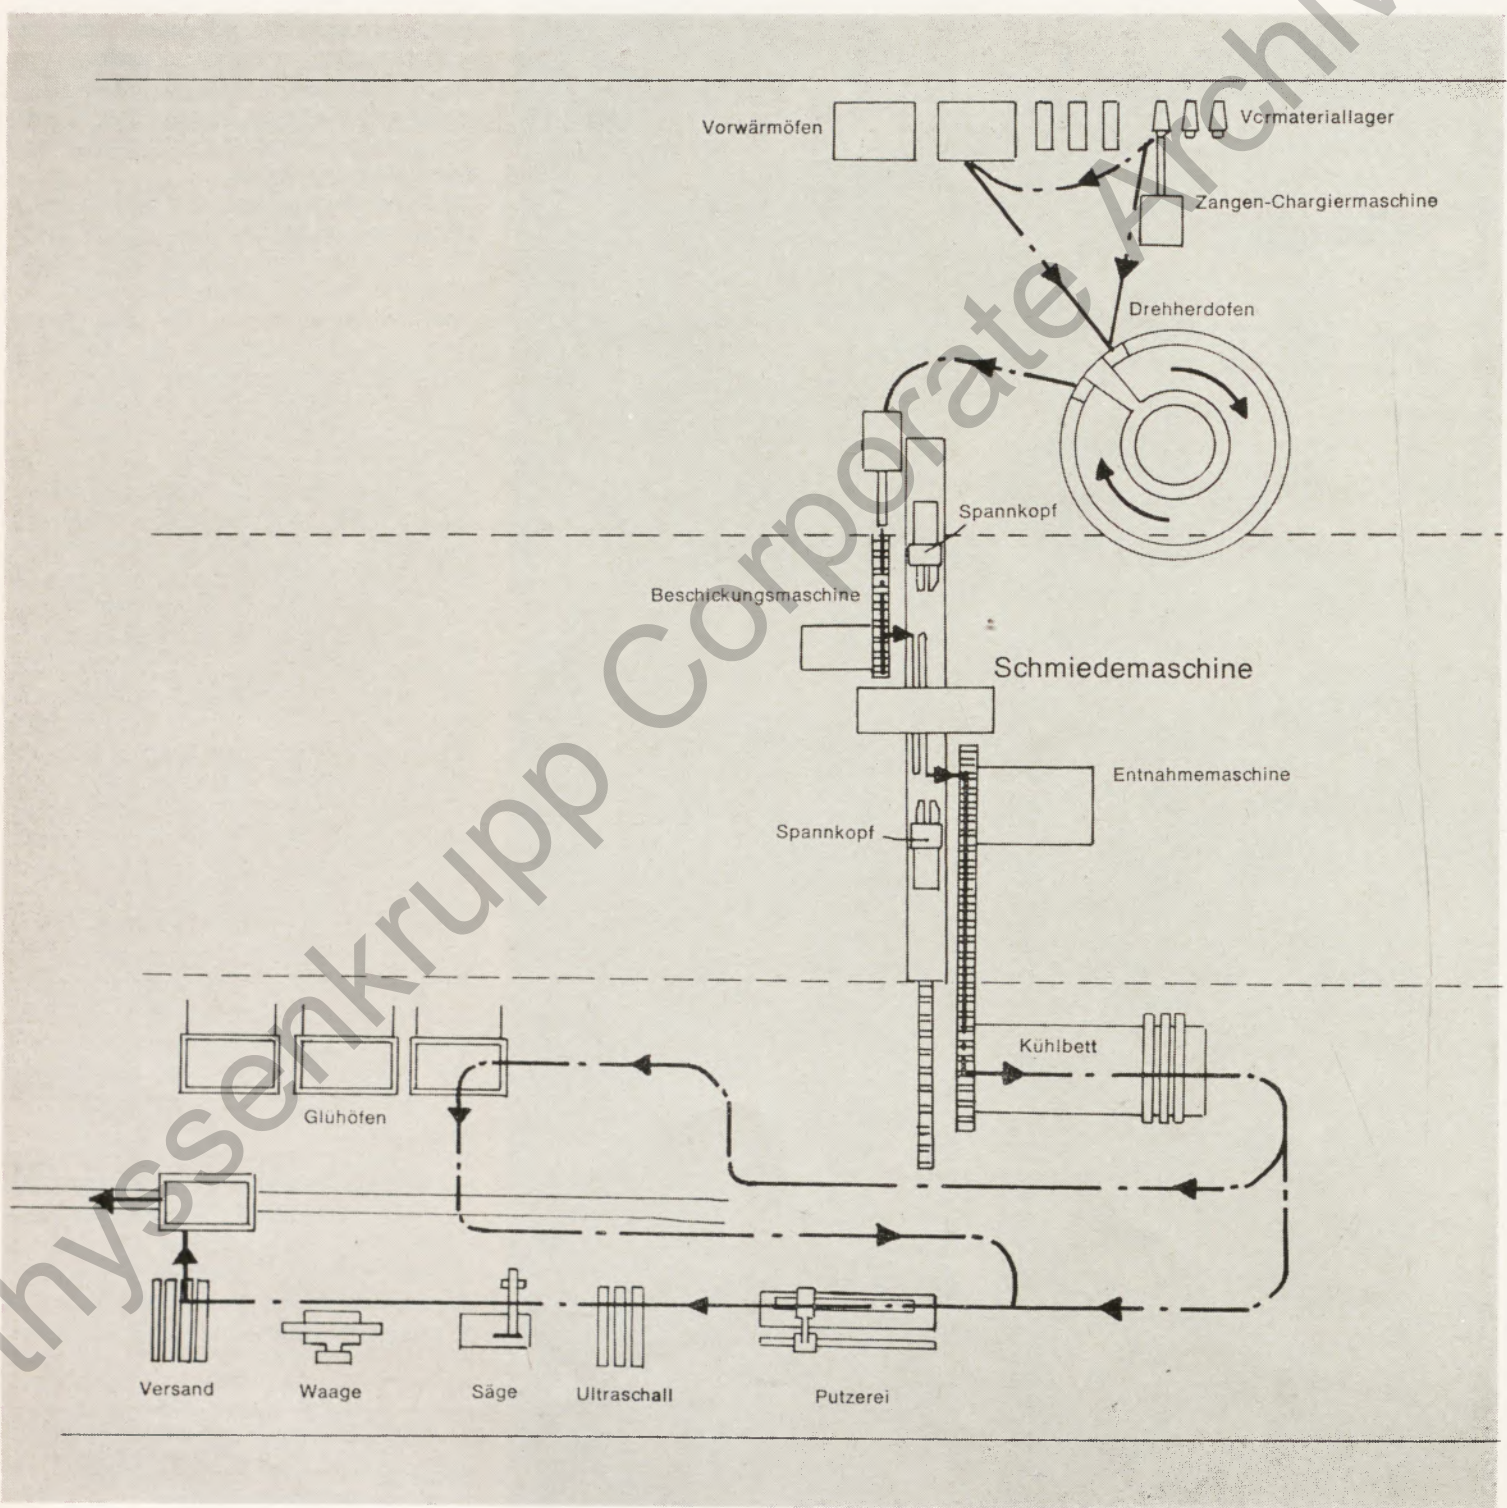 Vorwärmöfen
Vormateriallager
Zangen-Chargiermaschine
Drehherdofen
Spannkopf
Beschickungsmaschine
Schmiedemaschine
Entnahmemaschine
Spannkopf
Kühlbett
Glühöfen
Versand
Waage
Säge
Ultraschall
Putzerei
thyssenkrupp Corporate Archiv